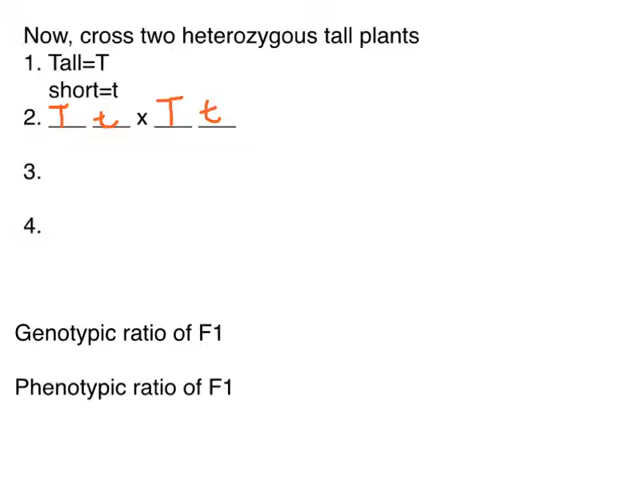 Now, cross two heterozygous tall plants
1. Tall=T
short=t
2. T t x T t
3.
4.
Genotypic ratio of F1
Phenotypic ratio of F1